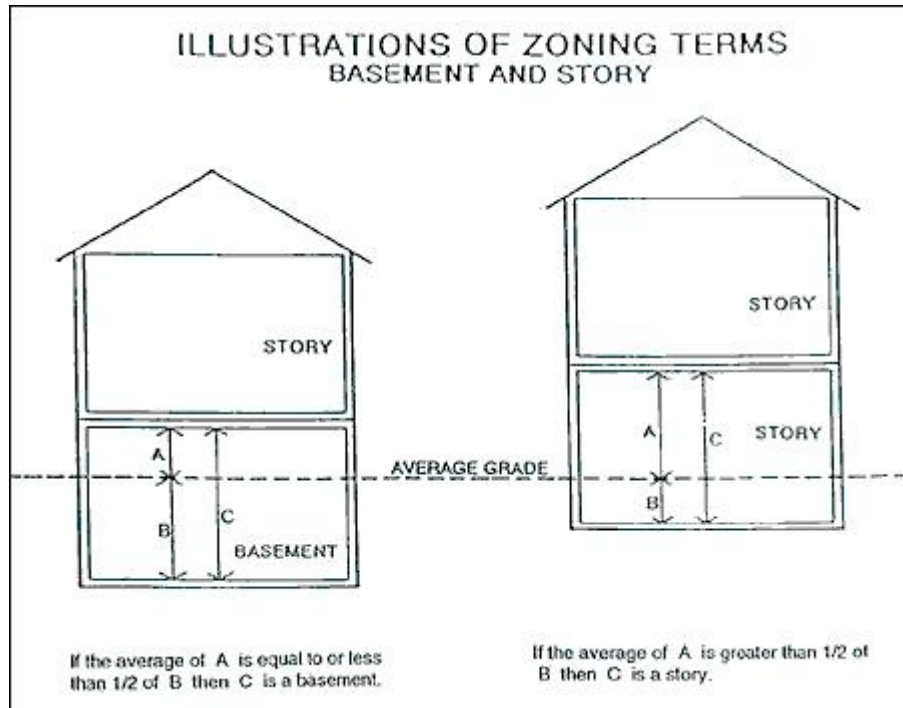 ILLUSTRATIONS OF ZONING TERMS
BASEMENT AND STORY
STORY
A
B
C
BASEMENT
AVERAGE GRADE
STORY
A
C
STORY
B
If the average of A is equal to or less
than 1/2 of B then C is a basement.
If the average of A is greater than 1/2 of
B then C is a story.